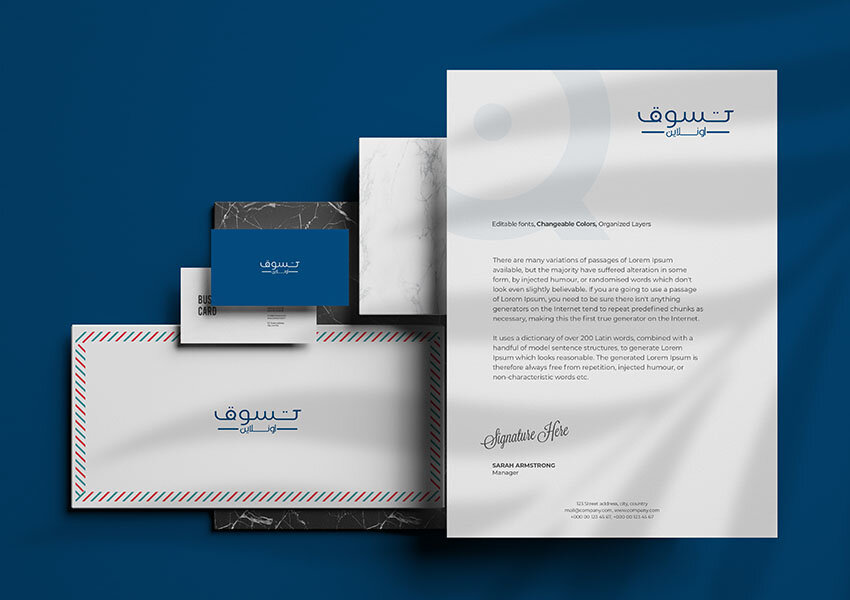 تسوق
اونلاين
Editable fonts, Changeable Colors, Organized Layers
There are many variations of passages of Lorem Ipsum
available, but the majority have suffered alteration in some
form, by injected humour, or randomised words which don't
look even slightly believable. If you are going to use a passage
of Lorem Ipsum, you need to be sure there isn't anything
generators on the Internet tend to repeat predefined chunks as
necessary, making this the first true generator on the Internet.
It uses a dictionary of over 200 Latin words, combined with a
handful of model sentence structures, to generate Lorem
Ipsum which looks reasonable. The generated Lorem Ipsum is
therefore always free from repetition, injected humour, or
non-characteristic words etc.
Signature Here
SARAH ARMSTRONG
Manager
123 Street address, city, country
mail@company.com, www.company.com
+000 00 123 45 67, +000 00 123 45 67
تسوق
اونلاين
BUS
CARD
تسوق
اونلاين